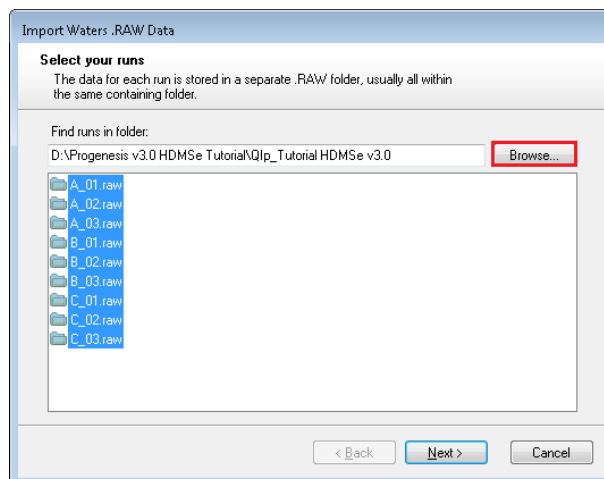 Import Waters .RAW Data
Select your runs
The data for each run is stored in a separate .RAW folder, usually all within
the same containing folder.
Find runs in folder:
D:\Progenesis v3.0 HDMSe Tutorial\QIp_Tutorial HDMSe v3.0
Browse...
A_01.raw
A_02.raw
A_03.raw
B_01.raw
B_02.raw
B_03.raw
C_01.raw
C_02.raw
C_03.raw
< Back
Next >
Cancel